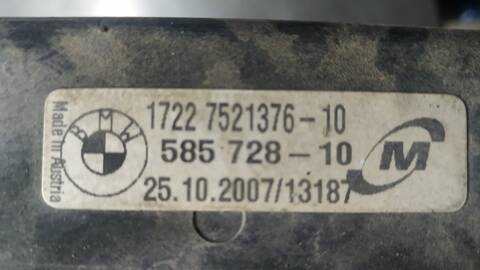 Made in Austria
BMW
1722 7521376-10
585 728-10
25.10.2007/13187
M